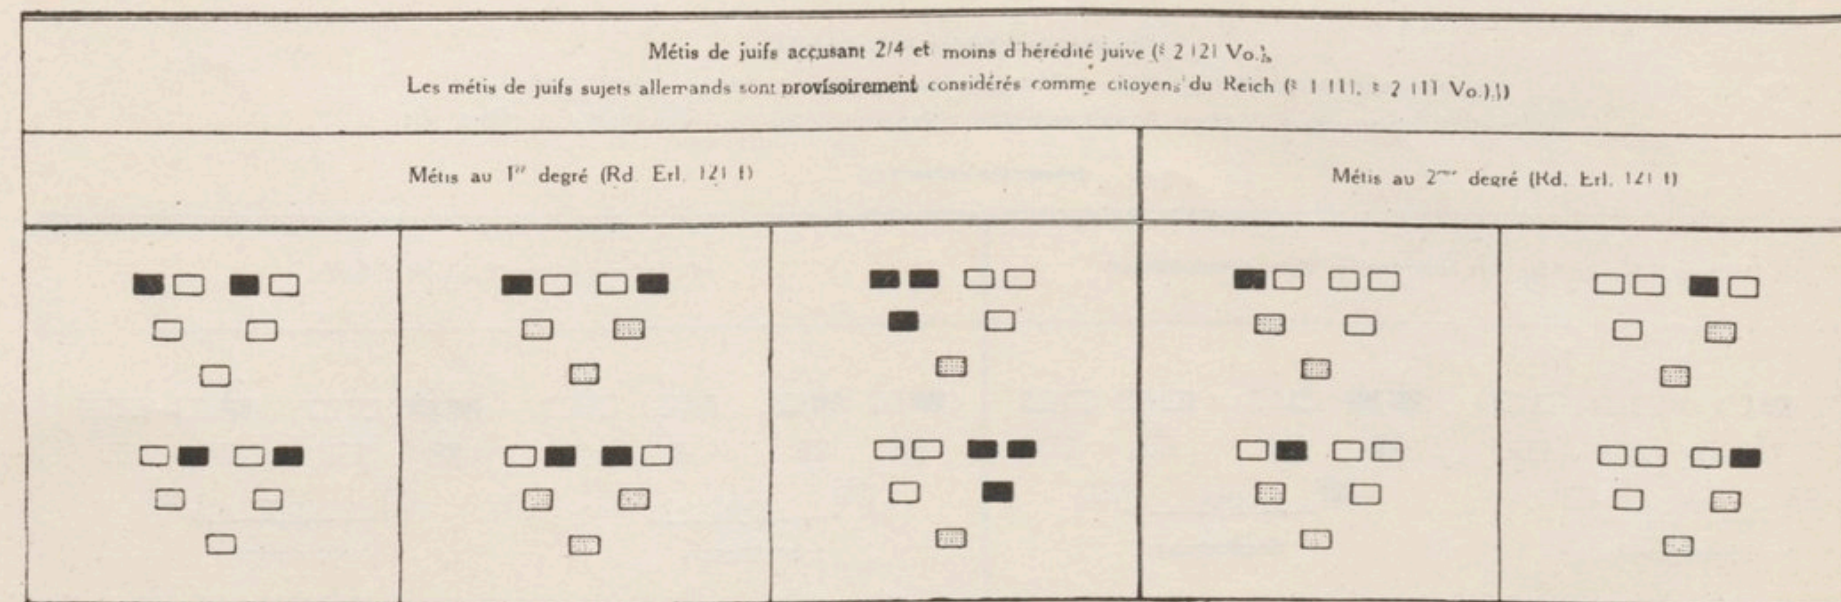 Métis de juifs accusant 2/4 et moins d'hérédité juive (§ 2 (2) Vo.).
Les métis de juifs sujets allemands sont provisoirement considérés comme citoyens du Reich (§ 1 (1), § 2 (1) Vo.).)
Métis au 1er degré (Rd. Erl. (2) f)
Métis au 2me degré (Rd. Erl. (2) f)